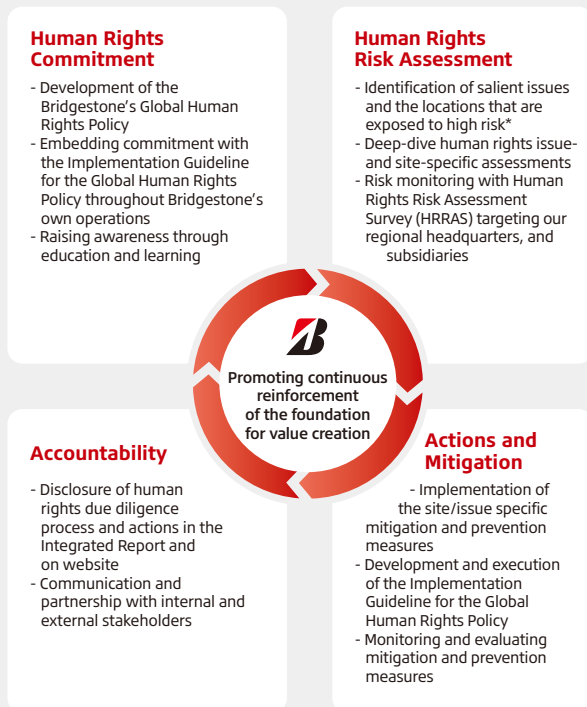 Human Rights
Commitment
- Development of the
Bridgestone's Global Human
Rights Policy
- Embedding commitment with
the Implementation Guideline
for the Global Human Rights
Policy throughout Bridgestone's
own operations
- Raising awareness through
education and learning
Human Rights
Risk Assessment
- Identification of salient issues
and the locations that are
exposed to high risk*
- Deep-dive human rights issue-
and site-specific assessments
- Risk monitoring with Human
Rights Risk Assessment
Survey (HRRAS) targeting our
regional headquarters, and
subsidiaries
B
Promoting continuous
reinforcement
of the foundation
for value creation
Accountability
- Disclosure of human
rights due diligence
process and actions in the
Integrated Report and
on website
- Communication and
partnership with internal and
external stakeholders
Actions and
Mitigation
- Implementation of
the site/issue specific
mitigation and prevention
measures
- Development and execution
of the Implementation
Guideline for the Global
Human Rights Policy
- Monitoring and evaluating
mitigation and prevention
measures